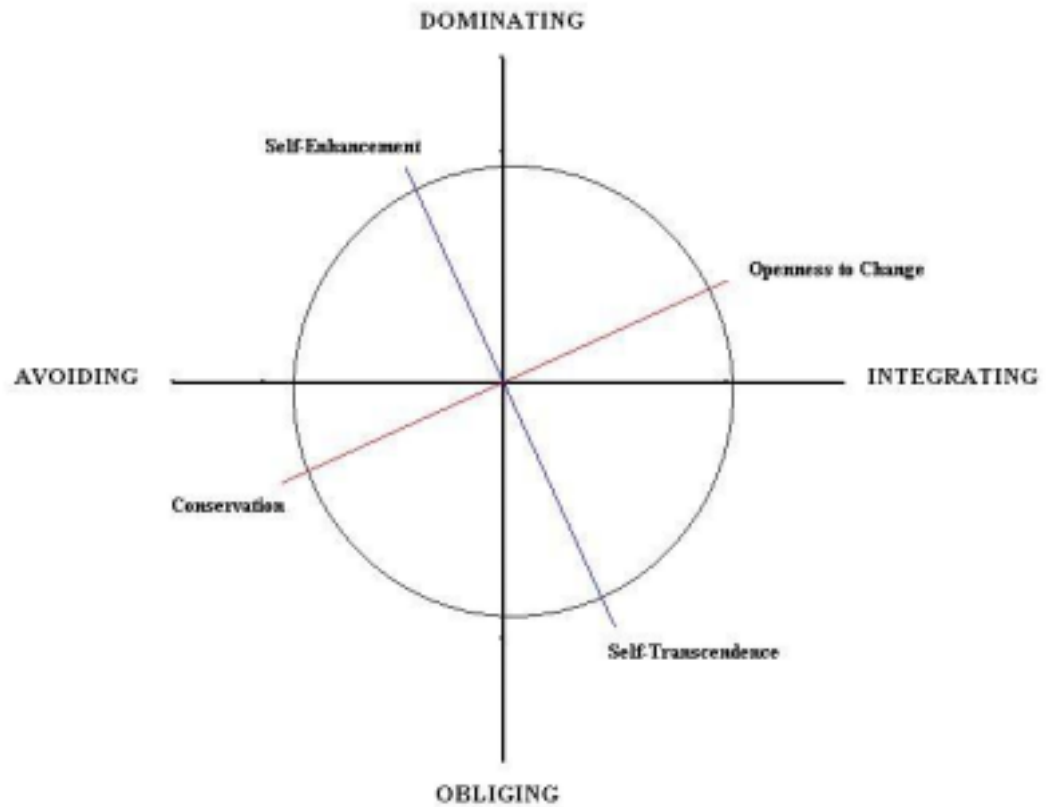 DOMINATING
Self-Enhancement
Openness to Change
AVOIDING
INTEGRATING
Conservation
Self-Transcendence
OBLIGING